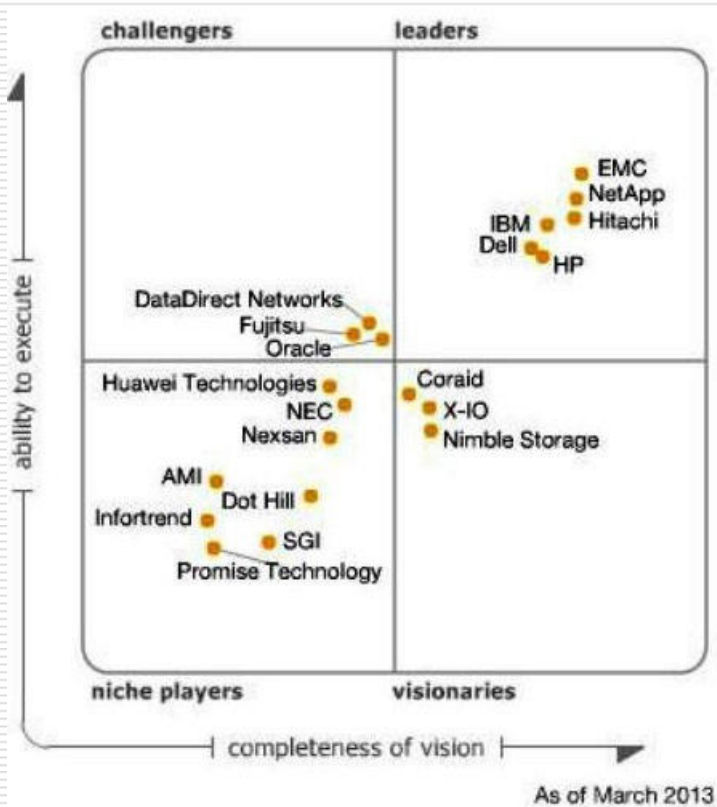 challengers
leaders
EMC
NetApp
Hitachi
IBM
Dell
HP
DataDirect Networks
Fujitsu
Oracle
Huawei Technologies
NEC
Nexsan
Coraid
X-IO
Nimble Storage
AMI
Dot Hill
Infortrend
SGI
Promise Technology
ability to execute
niche players
visionaries
completeness of vision
As of March 2013